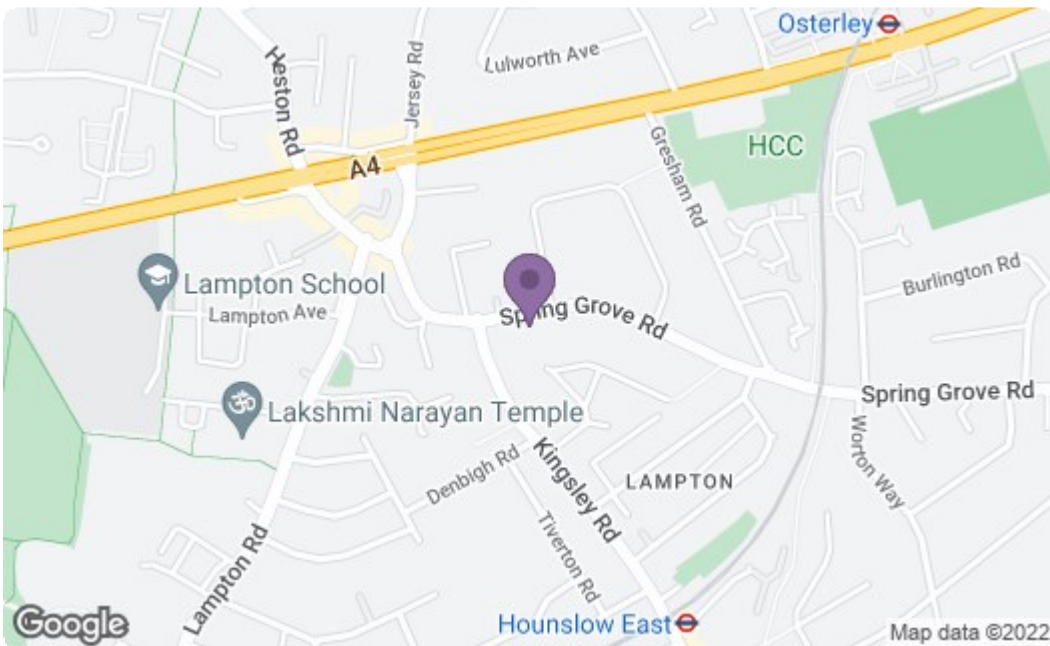 Osterley
Heston Rd
Jersey Rd
Lulworth Ave
A4
Gresham Rd
HCC
Lampton School
Lampton Ave
Burlington Rd
Spring Grove Rd
Spring Grove Rd
Lakshmi Narayan Temple
Denbigh Rd
Kingsley Rd
LAMPTON
Worton Way
Tiverton Rd
Lampton Rd
Hounslow East
Google
Map data ©2022